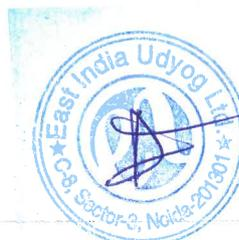 East India Udyog Ltd.
C-8, Sector-3, Noida-201301